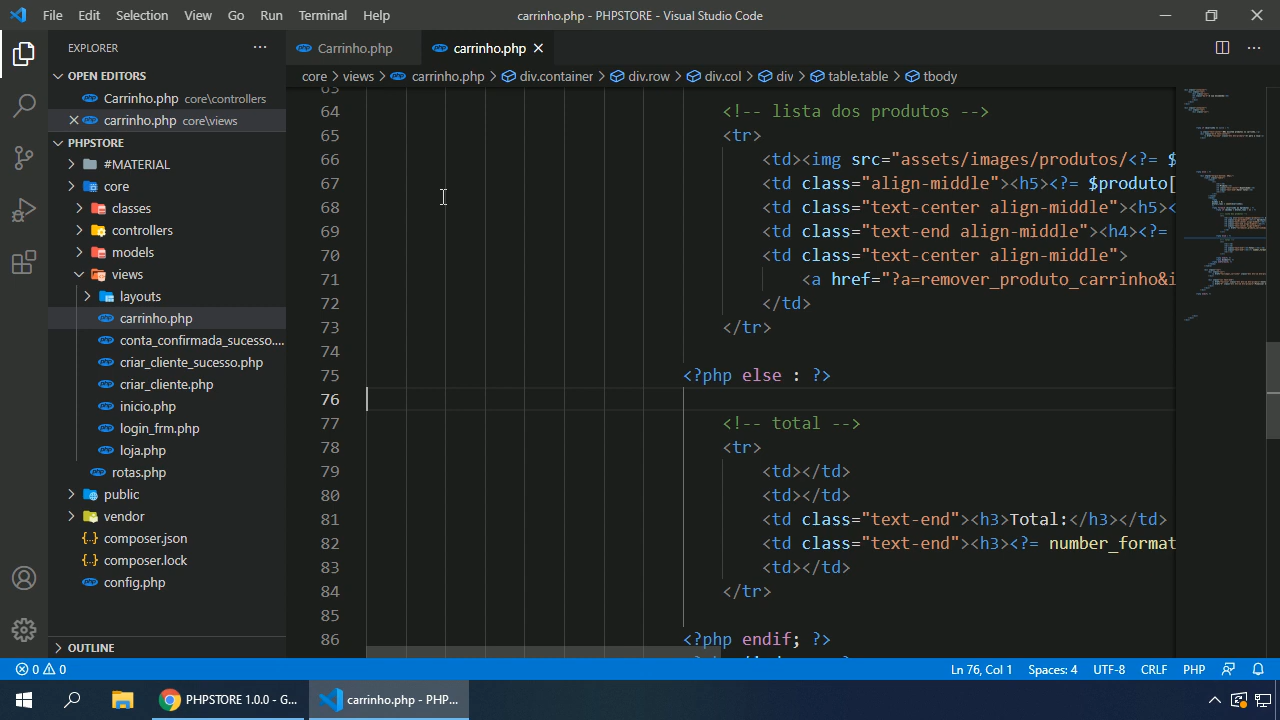 File Edit Selection View Go Run Terminal Help
carrinho.php - PHPSTORE - Visual Studio Code
EXPLORER
OPEN EDITORS
Carrinho.php core\controllers
carrinho.php core\views
PHPSTORE
#MATERIAL
core
classes
controllers
models
views
layouts
carrinho.php
conta_confirmada_sucesso....
criar_cliente_sucesso.php
criar_cliente.php
inicio.php
login_frm.php
loja.php
rotas.php
public
vendor
composer.json
composer.lock
config.php
OUTLINE
Carrinho.php
carrinho.php
core > views > carrinho.php > div.container > div.row > div.col > div > table.table > tbody
63
64 <!-- lista dos produtos -->
65 <tr>
66 <td><img src="assets/images/produtos/<?= $
67 <td class="align-middle"><h5><?= $produto[
68 <td class="text-center align-middle"><h5><
69 <td class="text-end align-middle"><h4><?=
70 <td class="text-center align-middle">
71 <a href="?a=remover_produto_carrinho&i
72 </td>
73 </tr>
74
75 <?php else : ?>
76
77 <!-- total -->
78 <tr>
79 <td></td>
80 <td></td>
81 <td class="text-end"><h3>Total:</h3></td>
82 <td class="text-end"><h3><?= number_format
83 <td></td>
84 </tr>
85
86 <?php endif; ?>
0 0
Ln 76, Col 1 Spaces: 4 UTF-8 CRLF PHP
PHPSTORE 1.0.0 - G...
carrinho.php - PHP...